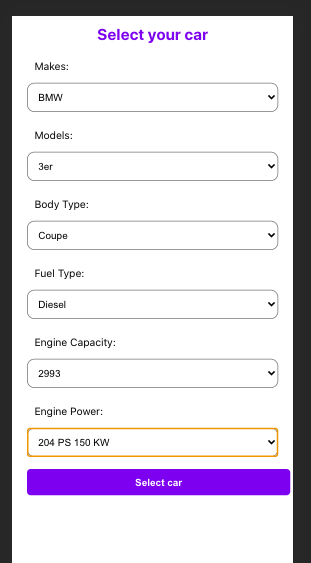 Select your car
Makes:
BMW
Models:
3er
Body Type:
Coupe
Fuel Type:
Diesel
Engine Capacity:
2993
Engine Power:
204 PS 150 KW
Select car